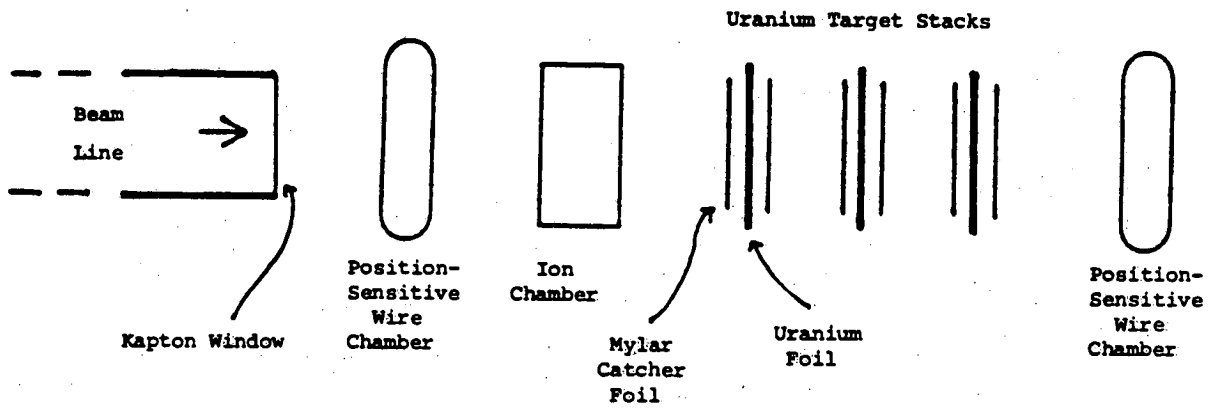 Uranium Target Stacks
Beam
Line
Position-
Sensitive
Wire
Chamber
Ion
Chamber
Position-
Sensitive
Wire
Chamber
Kapton Window
Mylar
Catcher
Foil
Uranium
Foil